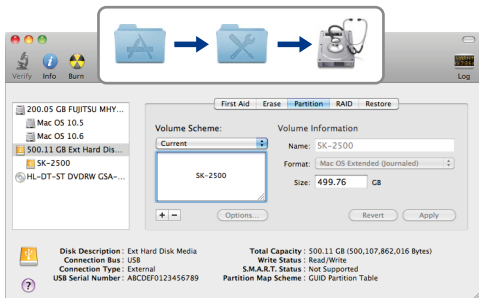 Verify Info Burn Log
First Aid Erase Partition RAID Restore
200.05 GB FUJITSU MHY...
Mac OS 10.5
Mac OS 10.6
500.11 GB Ext Hard Dis...
SK-2500
HL-DT-ST DVDRW GSA-...
Volume Scheme:
Current
SK-2500
+ − Options...
Volume Information
Name: SK-2500
Format: Mac OS Extended (Journaled)
Size: 499.76 GB
Revert Apply
Disk Description : Ext Hard Disk Media
Connection Bus : USB
Connection Type : External
USB Serial Number : ABCDEF0123456789
Total Capacity : 500.11 GB (500,107,862,016 Bytes)
Write Status : Read/Write
S.M.A.R.T. Status : Not Supported
Partition Map Scheme : GUID Partition Table
?